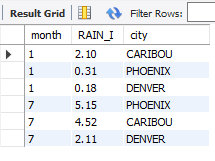 Result Grid Filter Rows:
month RAIN_I city
1 2.10 CARIBOU
1 0.31 PHOENIX
1 0.18 DENVER
7 5.15 PHOENIX
7 4.52 CARIBOU
7 2.11 DENVER